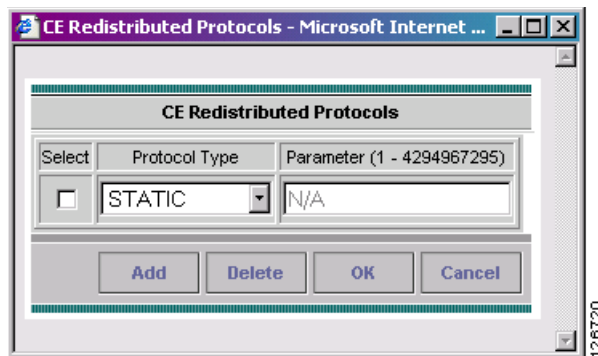 CE Redistributed Protocols - Microsoft Internet ...
CE Redistributed Protocols
Select Protocol Type Parameter (1 - 4294967295)
STATIC N/A
Add Delete OK Cancel
126720